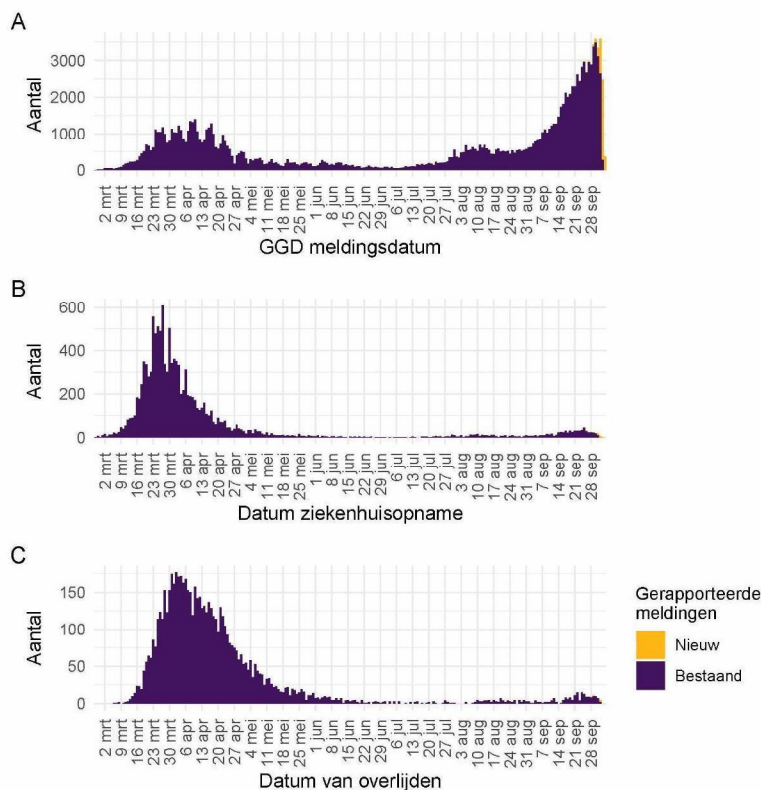 A
Aantal
3000
2000
1000
0
2 mrt
9 mrt
16 mrt
23 mrt
30 mrt
6 apr
13 apr
20 apr
27 apr
4 mei
11 mei
18 mei
25 mei
1 jun
8 jun
15 jun
22 jun
29 jun
6 jul
13 jul
20 jul
27 jul
3 aug
10 aug
17 aug
24 aug
31 aug
7 sep
14 sep
21 sep
28 sep
GGD meldingsdatum
B
Aantal
600
400
200
0
2 mrt
9 mrt
16 mrt
23 mrt
30 mrt
6 apr
13 apr
20 apr
27 apr
4 mei
11 mei
18 mei
25 mei
1 jun
8 jun
15 jun
22 jun
29 jun
6 jul
13 jul
20 jul
27 jul
3 aug
10 aug
17 aug
24 aug
31 aug
7 sep
14 sep
21 sep
28 sep
Datum ziekenhuisopname
C
Aantal
150
100
50
0
2 mrt
9 mrt
16 mrt
23 mrt
30 mrt
6 apr
13 apr
20 apr
27 apr
4 mei
11 mei
18 mei
25 mei
1 jun
8 jun
15 jun
22 jun
29 jun
6 jul
13 jul
20 jul
27 jul
3 aug
10 aug
17 aug
24 aug
31 aug
7 sep
14 sep
21 sep
28 sep
Datum van overlijden
Gerapporteerde
meldingen
Nieuw
Bestaand